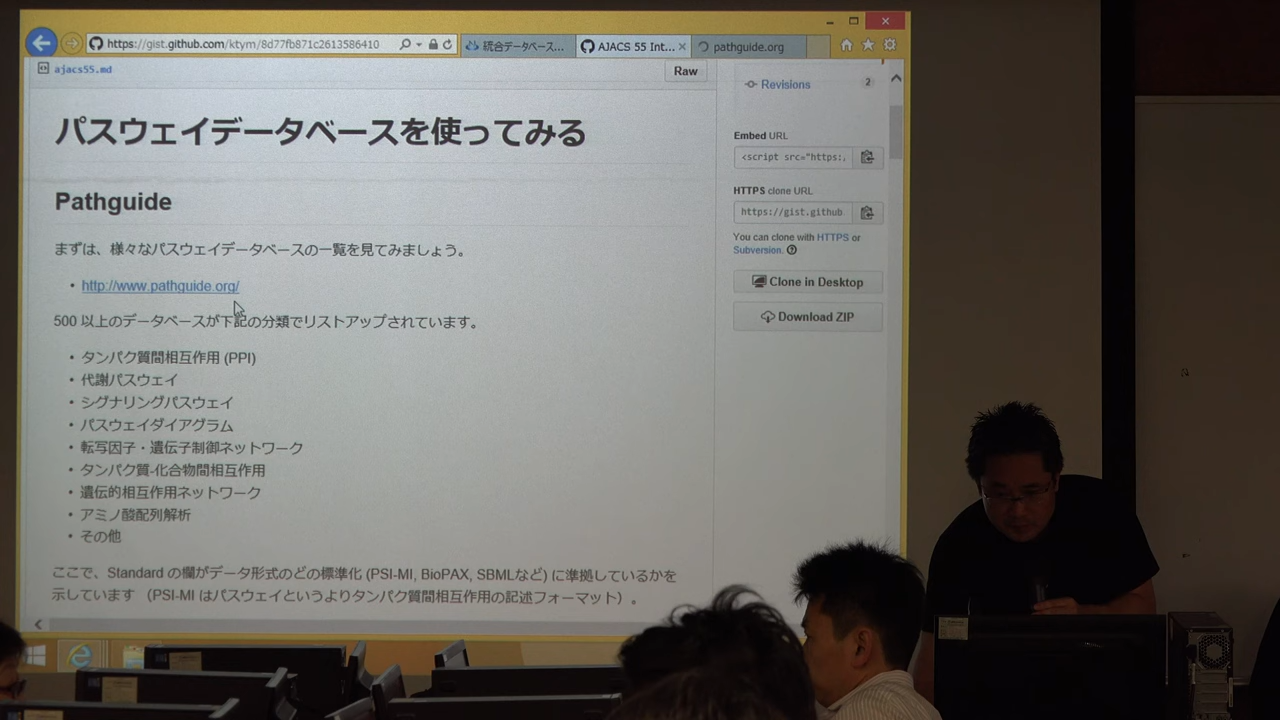 https://gist.github.com/ktym/8d77fb871c2613586410
統合データベース...
AJACS 55 Int...
pathguide.org
ajacs55.md
Raw
Revisions
2
パスウェイデータベースを使ってみる
Pathguide
まずは、様々なパスウェイデータベースの一覧を見てみましょう。
• http://www.pathguide.org/
500 以上のデータベースが下記の分類でリストアップされています。
• タンパク質間相互作用 (PPI)
• 代謝パスウェイ
• シグナリングパスウェイ
• パスウェイダイアグラム
• 転写因子・遺伝子制御ネットワーク
• タンパク質-化合物間相互作用
• 遺伝的相互作用ネットワーク
• アミノ酸配列解析
• その他
ここで、Standard の欄がデータ形式のどの標準化 (PSI-MI, BioPAX, SBMLなど) に準拠しているかを
示しています （PSI-MI はパスウェイというよりタンパク質間相互作用の記述フォーマット）。
Embed URL
<script src="https:,
HTTPS clone URL
https://gist.github
You can clone with HTTPS or
Subversion.
Clone in Desktop
Download ZIP